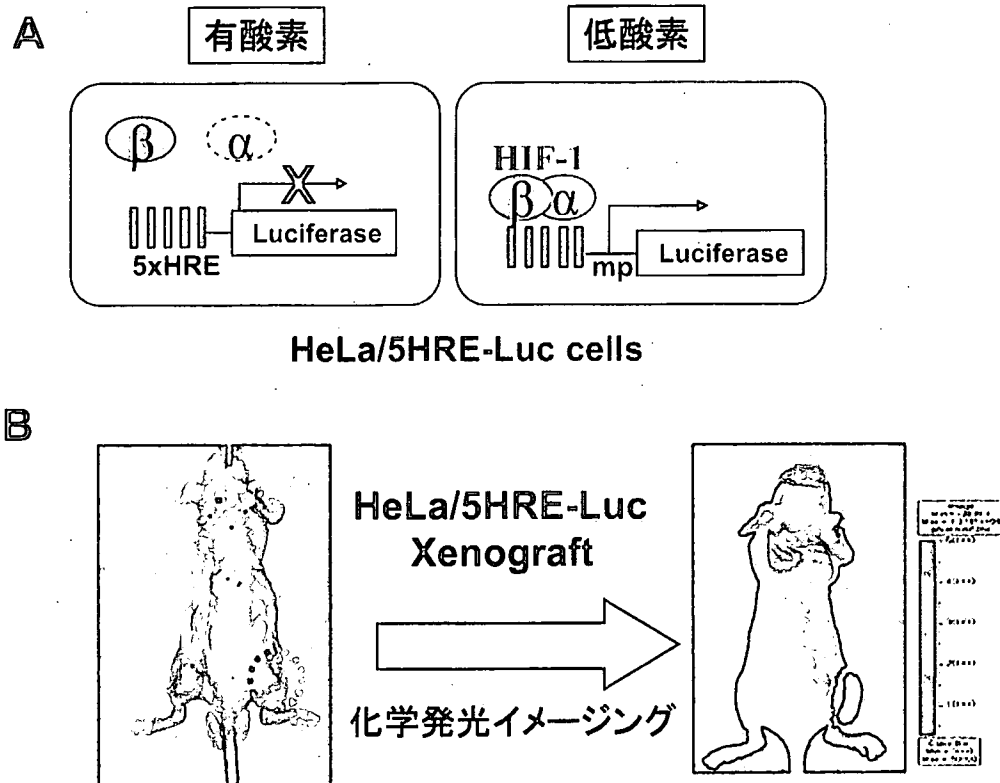 A
有酸素
低酸素
β α
HIF-1
β α
Luciferase
5xHRE
mp
Luciferase
HeLa/5HRE-Luc cells
B
HeLa/5HRE-Luc
Xenograft
化学発光イメージング